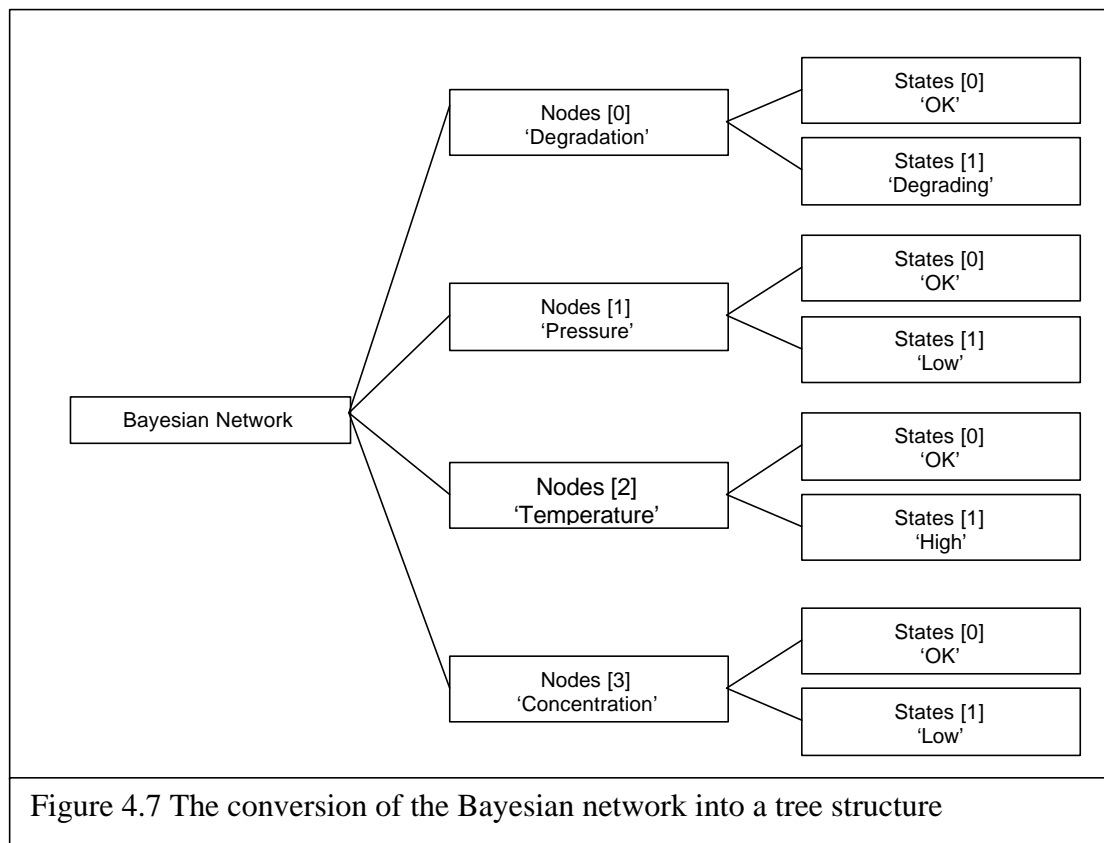 Bayesian Network
Nodes [0]
‘Degradation’
States [0]
‘OK’
States [1]
‘Degrading’
Nodes [1]
‘Pressure’
States [0]
‘OK’
States [1]
‘Low’
Nodes [2]
‘Temperature’
States [0]
‘OK’
States [1]
‘High’
Nodes [3]
‘Concentration’
States [0]
‘OK’
States [1]
‘Low’
Figure 4.7 The conversion of the Bayesian network into a tree structure